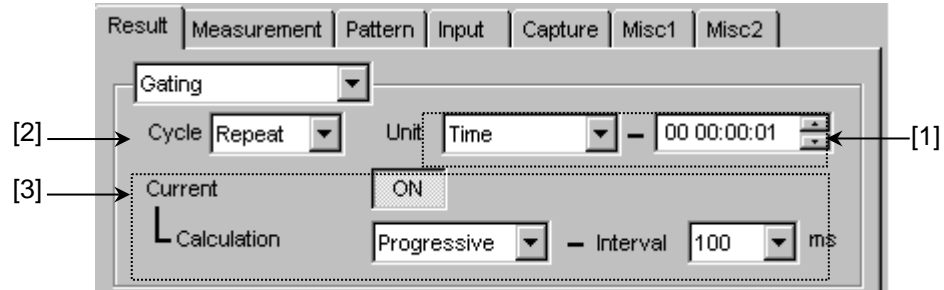 Result Measurement Pattern Input Capture Misc1 Misc2
Gating
[2] Cycle Repeat Unit Time – 00 00:00:01 [1]
[3] Current ON
Calculation Progressive – Interval 100 ms